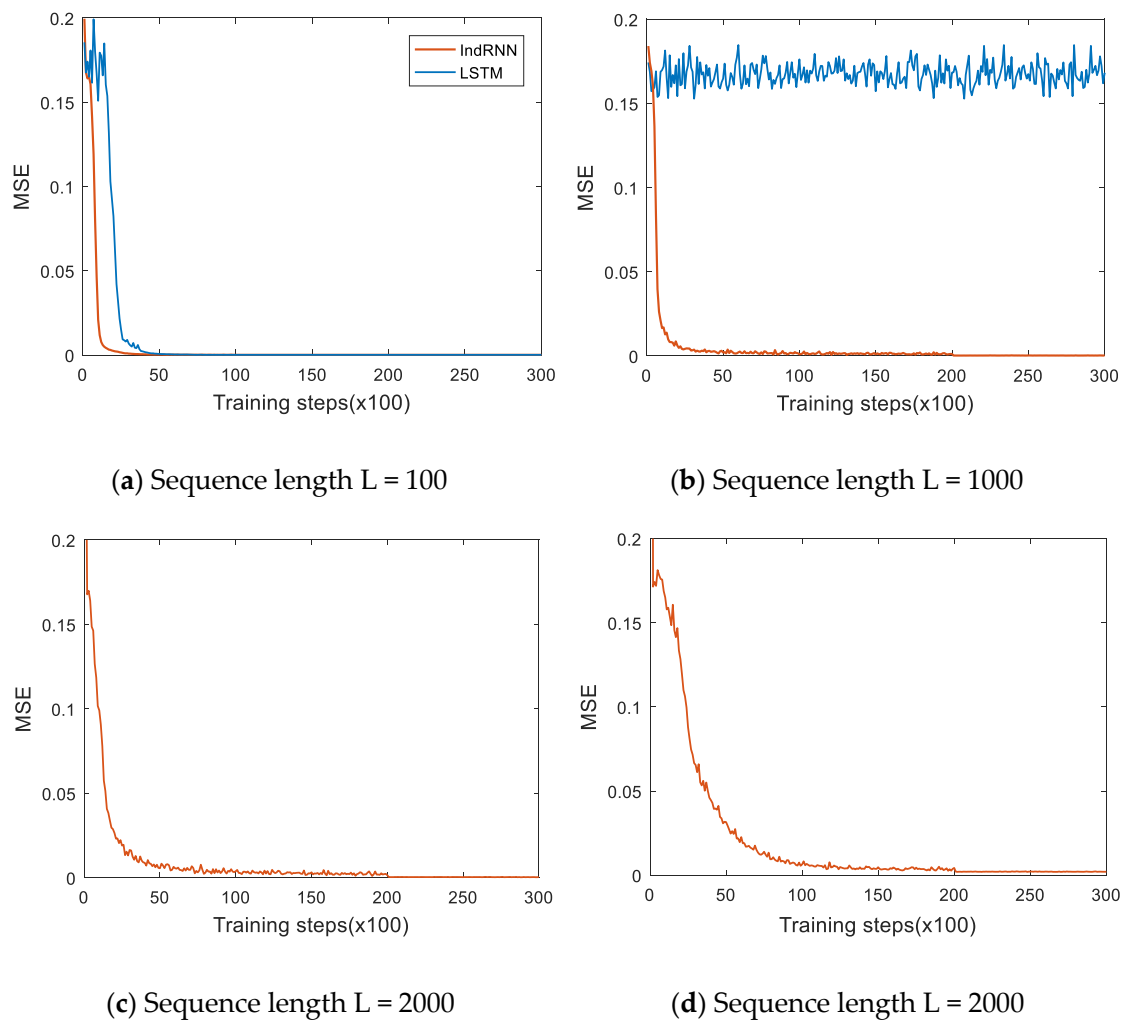 0.2
0.15
0.1
0.05
0
MSE
IndRNN
LSTM
0 50 100 150 200 250 300
Training steps(x100)
(a) Sequence length L = 100
0.2
0.15
0.1
0.05
0
MSE
0 50 100 150 200 250 300
Training steps(x100)
(b) Sequence length L = 1000
0.2
0.15
0.1
0.05
0
MSE
0 50 100 150 200 250 300
Training steps(x100)
(c) Sequence length L = 2000
0.2
0.15
0.1
0.05
0
MSE
0 50 100 150 200 250 300
Training steps(x100)
(d) Sequence length L = 2000